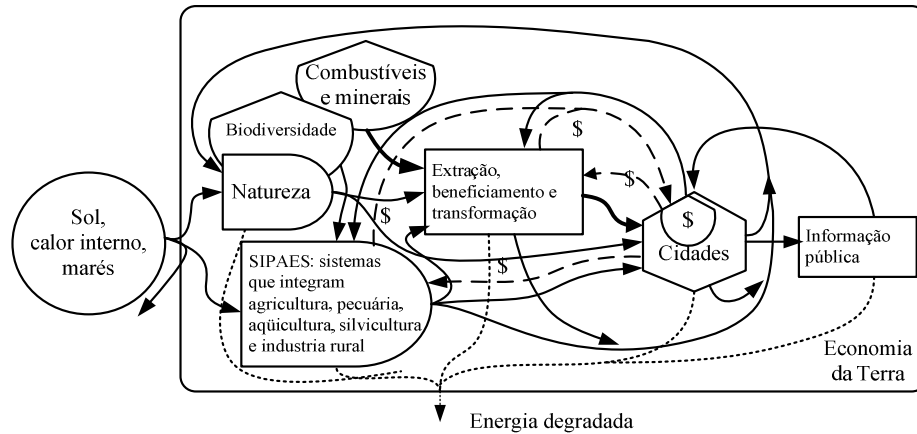 Combustíveis
e minerais
Biodiversidade
Natureza
Sol,
calor interno,
marés
Extração,
beneficiamento e
transformação
$
$
$
$
$
Cidades
Informação
pública
SIPAES: sistemas
que integram
agricultura, pecuária,
aqüicultura, silvicultura
e industria rural
Economia
da Terra
Energia degradada